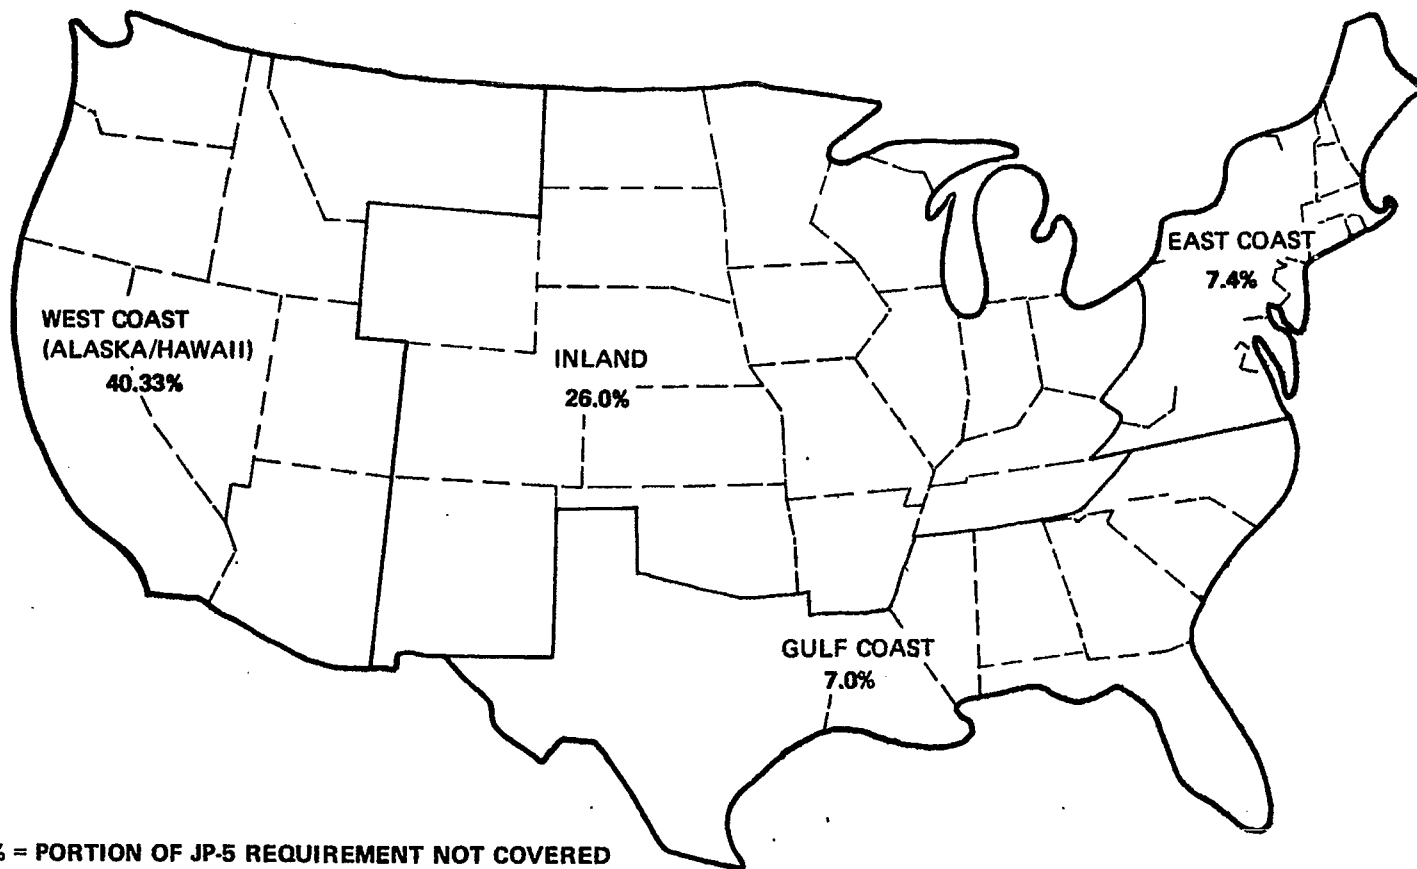 EAST COAST
7.4%
WEST COAST
(ALASKA/HAWAII)
40.33%
INLAND
26.0%
GULF COAST
7.0%
% = PORTION OF JP-5 REQUIREMENT NOT COVERED